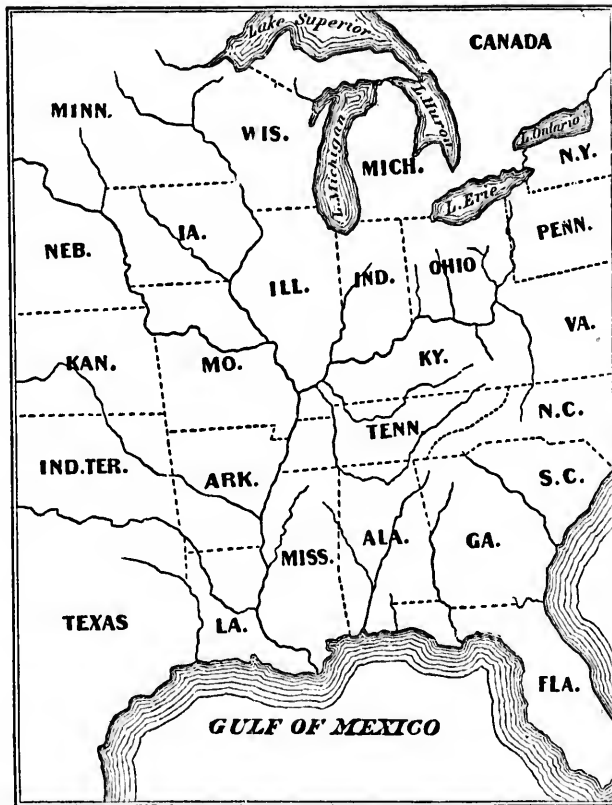 Lake Superior
CANADA
MINN.
WIS.
L. Michigan
L. Huron
MICH.
L. Ontario
N.Y.
L. Erie
NEB.
IA.
ILL.
IND.
OHIO
PENN.
KAN.
MO.
KY.
VA.
TENN.
N.C.
IND. TER.
ARK.
S.C.
MISS.
ALA.
GA.
TEXAS
LA.
FLA.
GULF OF MEXICO